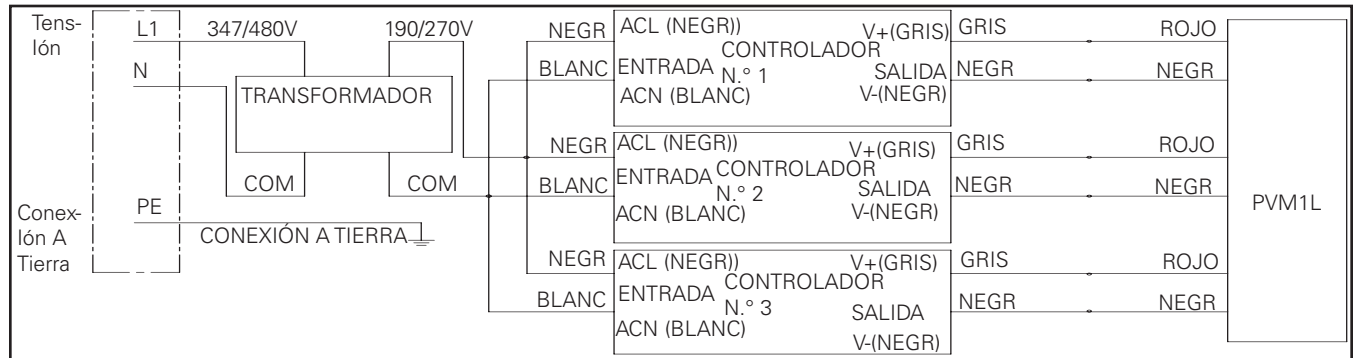 Tens-
lón
L1
347/480V
190/270V
N
TRANSFORMADOR
COM
COM
PE
Conex-
lón A
Tierra
CONEXIÓN A TIERRA
NEGR
BLANC
ACL (NEGR))
V+(GRIS)
CONTROLADOR
ENTRADA
N.° 1
SALIDA
ACN (BLANC)
V-(NEGR)
GRIS
ROJO
NEGR
NEGR
NEGR
BLANC
ACL (NEGR))
V+(GRIS)
CONTROLADOR
ENTRADA
N.° 2
SALIDA
ACN (BLANC)
V-(NEGR)
GRIS
ROJO
NEGR
NEGR
NEGR
BLANC
ACL (NEGR))
V+(GRIS)
CONTROLADOR
ENTRADA
N.° 3
SALIDA
ACN (BLANC)
V-(NEGR)
GRIS
ROJO
NEGR
NEGR
PVM1L